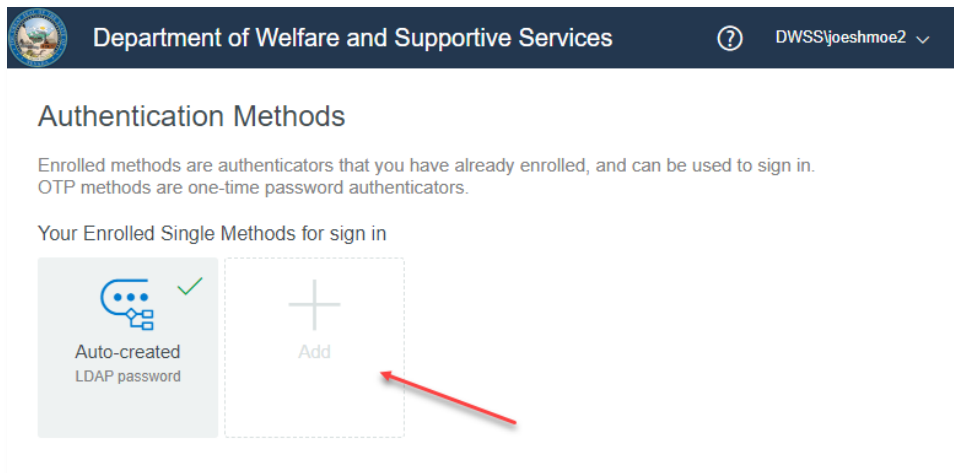 Department of Welfare and Supportive Services
DWSS\joeshmoe2
Authentication Methods
Enrolled methods are authenticators that you have already enrolled, and can be used to sign in.
OTP methods are one-time password authenticators.
Your Enrolled Single Methods for sign in
Auto-created
LDAP password
Add